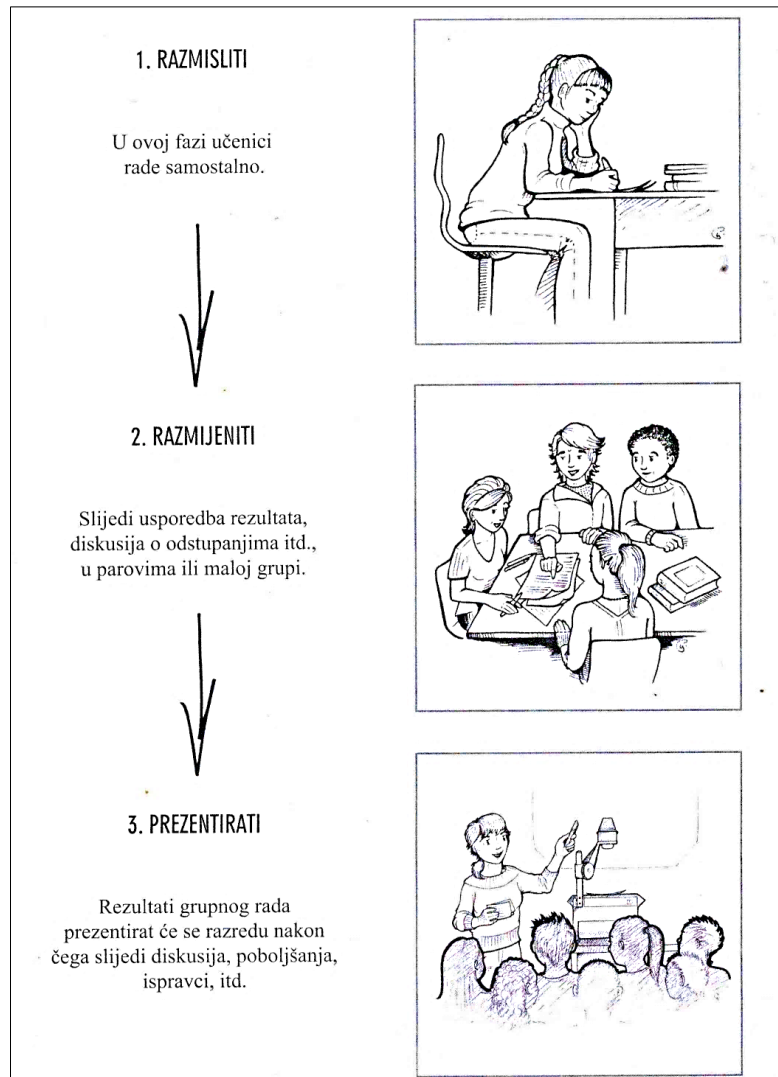 1. RAZMISLITI
U ovoj fazi učenici
rade samostalno.
2. RAZMIJENITI
Slijedi usporedba rezultata,
diskusija o odstupanjima itd.,
u parovima ili maloj grupi.
3. PREZENTIRATI
Rezultati grupnog rada
prezentirat će se razredu nakon
čega slijedi diskusija, poboljšanja,
ispravci, itd.